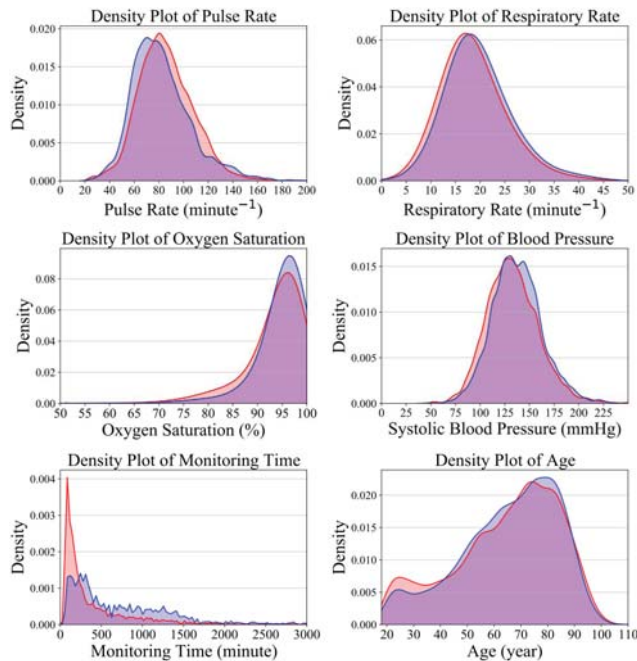 Density Plot of Pulse Rate
Density
0.020
0.015
0.010
0.005
0.000
0 20 40 60 80 100 120 140 160 180 200
Pulse Rate (minute⁻¹)
Density Plot of Respiratory Rate
Density
0.06
0.04
0.02
0.00
0 10 20 30 40 50
Respiratory Rate (minute⁻¹)
Density Plot of Oxygen Saturation
Density
0.08
0.06
0.04
0.02
0.00
50 55 60 65 70 75 80 85 90 95 100
Oxygen Saturation (%)
Density Plot of Blood Pressure
Density
0.015
0.010
0.005
0.000
0 25 50 75 100 125 150 175 200 225
Systolic Blood Pressure (mmHg)
Density Plot of Monitoring Time
Density
0.004
0.003
0.002
0.001
0.000
0 500 1000 1500 2000 2500 3000
Monitoring Time (minute)
Density Plot of Age
Density
0.020
0.015
0.010
0.005
0.000
20 30 40 50 60 70 80 90 100 110
Age (year)